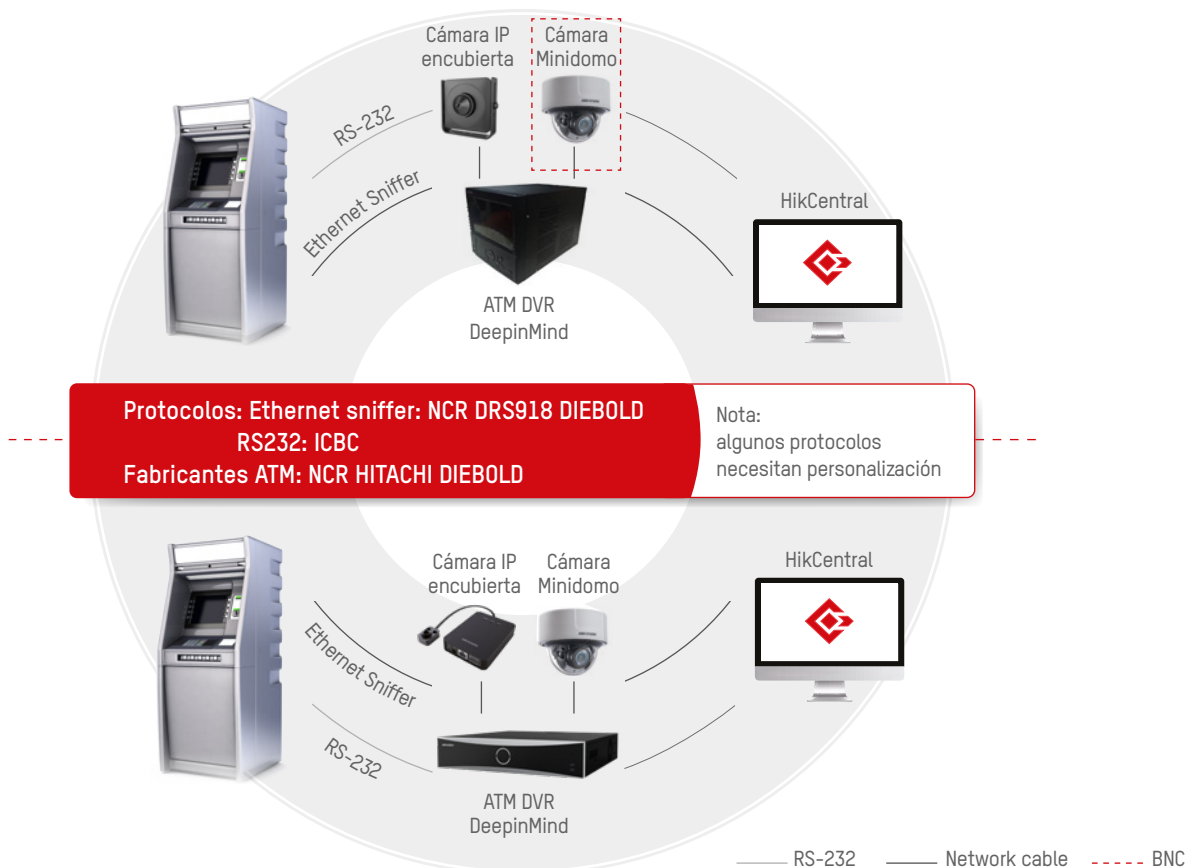 Cámara IP
encubierta
Cámara
Minidomo
RS-232
Ethernet Sniffer
HikCentral
ATM DVR
DeepinMind
Protocolos: Ethernet sniffer: NCR DRS918 DIEBOLD
RS232: ICBC
Fabricantes ATM: NCR HITACHI DIEBOLD
Nota:
algunos protocolos
necesitan personalización
Cámara IP
encubierta
Cámara
Minidomo
HikCentral
Ethernet Sniffer
RS-232
ATM DVR
DeepinMind
RS-232
Network cable
BNC